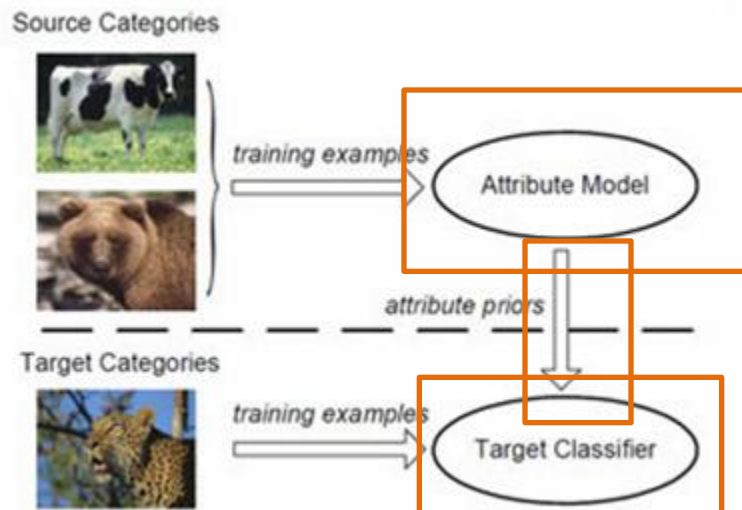 Source Categories
training examples
Attribute Model
attribute priors
Target Categories
training examples
Target Classifier